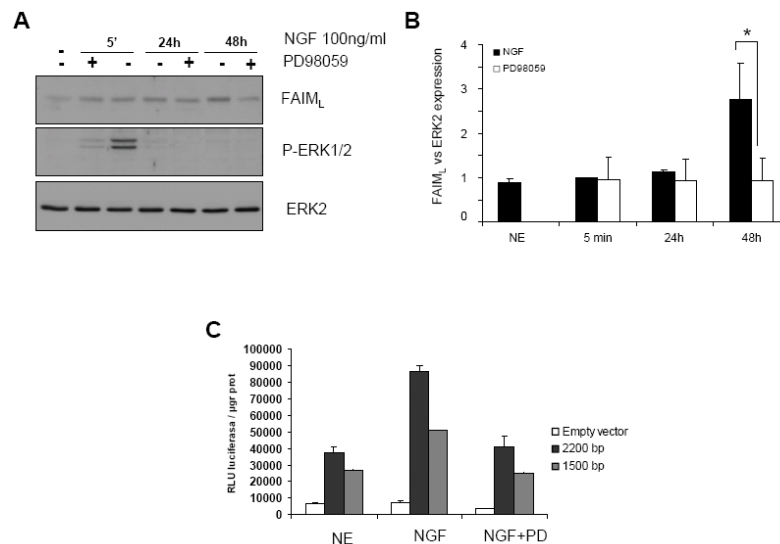 A
- 5' 24h 48h NGF 100ng/ml
- + - - + - + PD98059
FAIML
P-ERK1/2
ERK2
B
FAIML vs ERK2 expression
4
3
2
1
0
NGF
PD98059
*
NE 5 min 24h 48h
C
RLU luciferasa / µgr prot
100000
90000
80000
70000
60000
50000
40000
30000
20000
10000
0
NE NGF NGF+PD
Empty vector
2200 bp
1500 bp